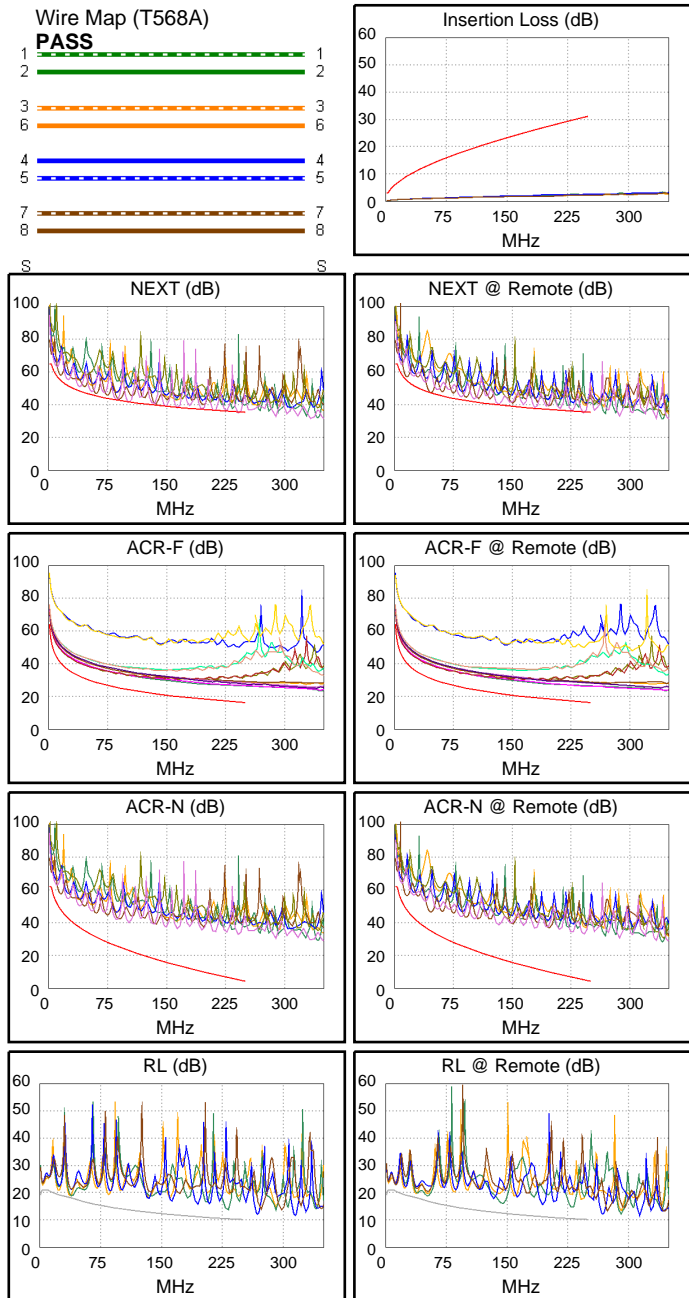 Wire Map (T568A)
PASS
1 1
2 2
3 3
6 6
4 4
5 5
7 7
8 8
S S
Insertion Loss (dB)
60
50
40
30
20
10
0
0 75 150 225 300
MHz
NEXT (dB)
100
80
60
40
20
0
0 75 150 225 300
MHz
NEXT @ Remote (dB)
100
80
60
40
20
0
0 75 150 225 300
MHz
ACR-F (dB)
100
80
60
40
20
0
0 75 150 225 300
MHz
ACR-F @ Remote (dB)
100
80
60
40
20
0
0 75 150 225 300
MHz
ACR-N (dB)
100
80
60
40
20
0
0 75 150 225 300
MHz
ACR-N @ Remote (dB)
100
80
60
40
20
0
0 75 150 225 300
MHz
RL (dB)
60
50
40
30
20
10
0
0 75 150 225 300
MHz
RL @ Remote (dB)
60
50
40
30
20
10
0
0 75 150 225 300
MHz